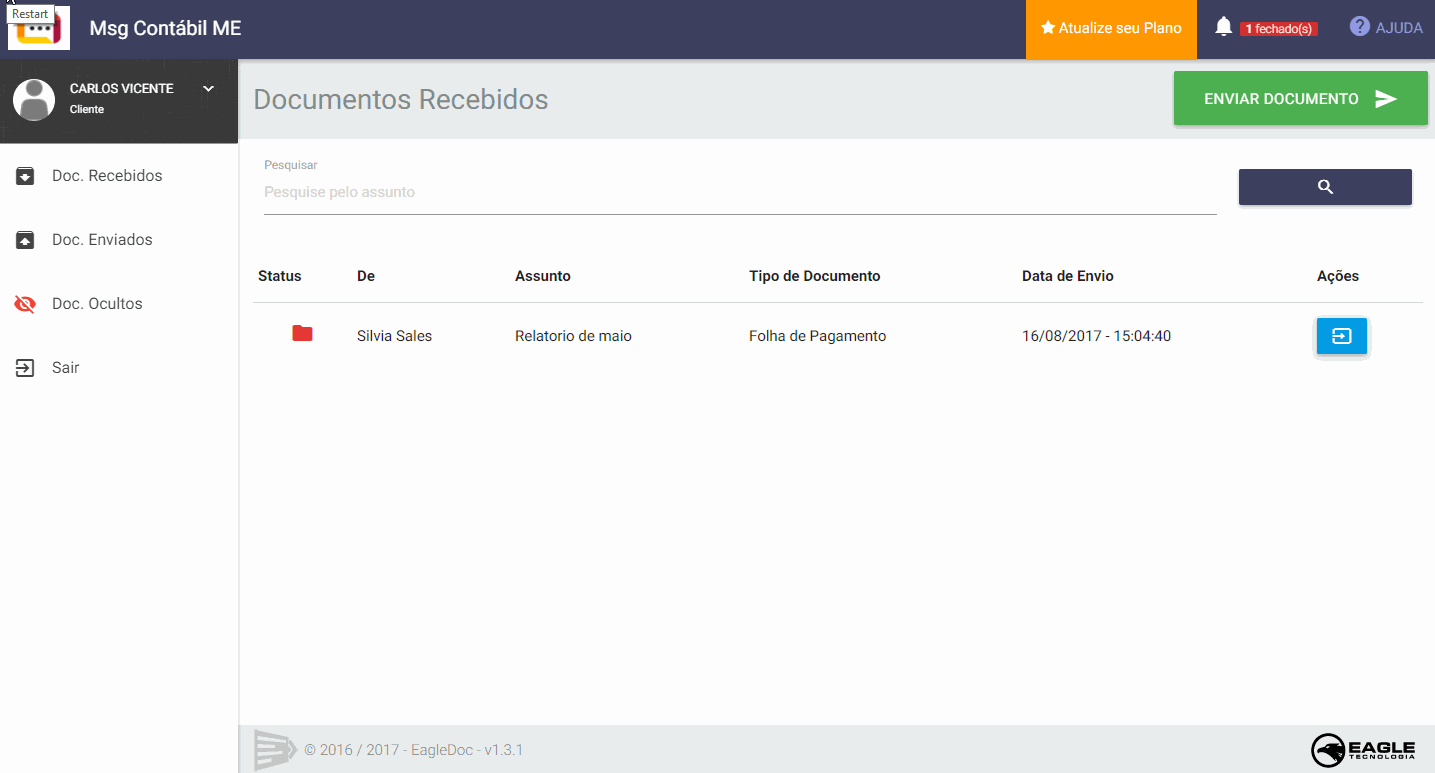 Restart
Msg Contábil ME
Atualize seu Plano
1 fechado(s)
AJUDA
CARLOS VICENTE
Cliente
Documentos Recebidos
ENVIAR DOCUMENTO
Doc. Recebidos
Doc. Enviados
Doc. Ocultos
Sair
Pesquisar
Pesquise pelo assunto
Status De Assunto Tipo de Documento Data de Envio Ações
Silvia Sales Relatorio de maio Folha de Pagamento 16/08/2017 - 15:04:40
© 2016 / 2017 - EagleDoc - v1.3.1
EAGLE
TECNOLOGIA